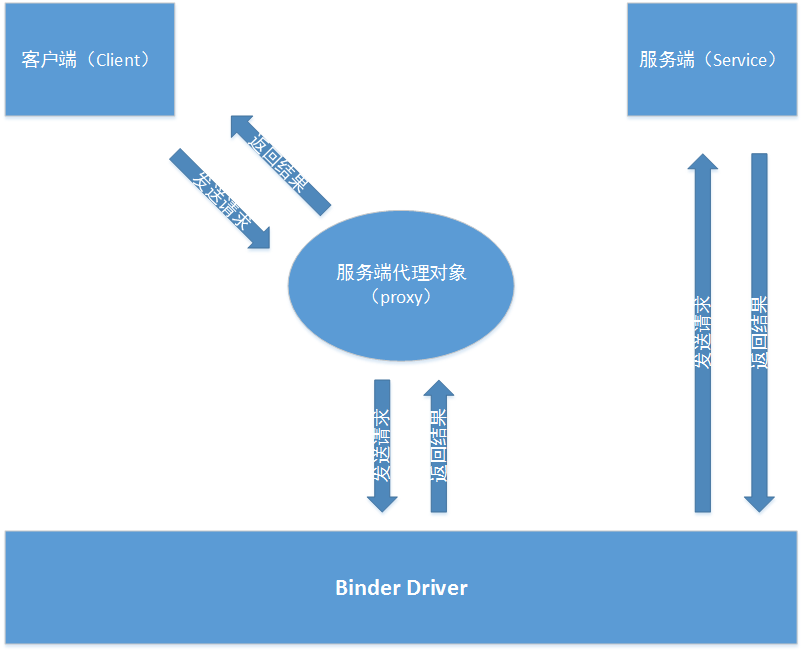 客户端（Client）
服务端（Service）
返回结果
发送请求
服务端代理对象
（proxy）
发送请求
返回结果
发送请求
返回结果
Binder Driver